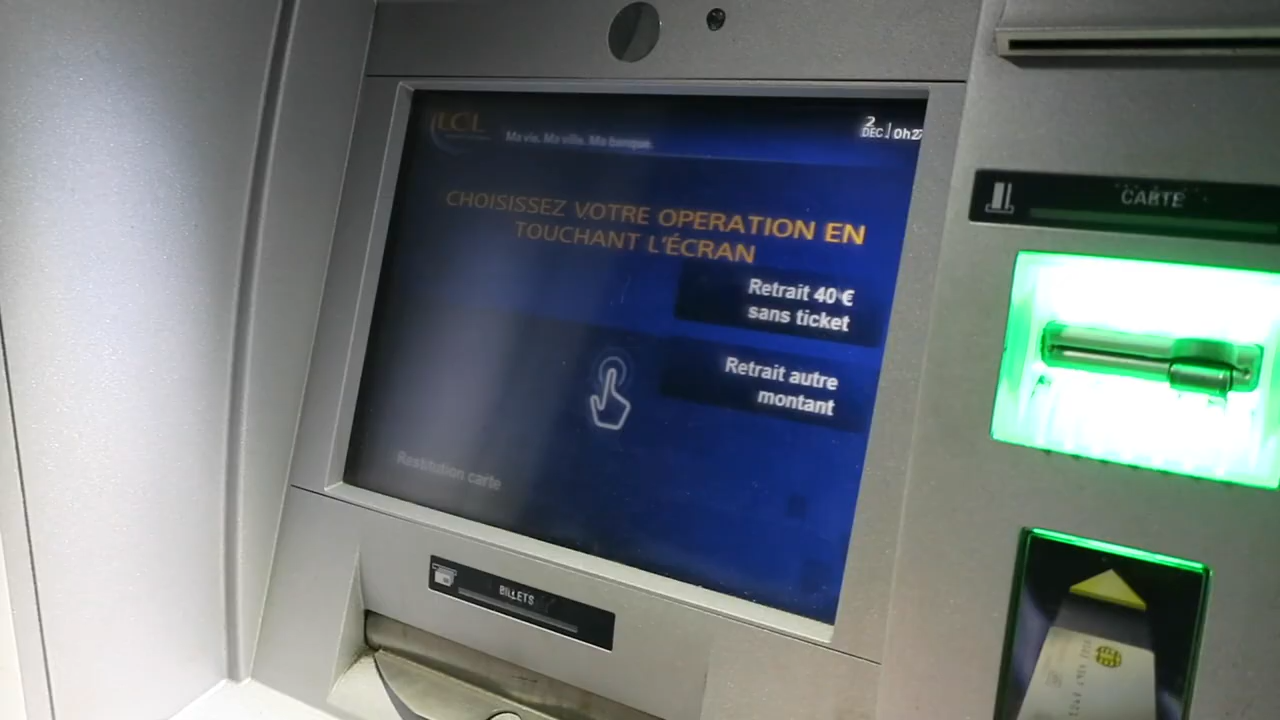 LCL
Ma vie. Ma ville. Ma banque.
2
DEC
0h27
CHOISISSEZ VOTRE OPERATION EN
TOUCHANT L'ÉCRAN
Retrait 40 €
sans ticket
Retrait autre
montant
Restitution carte
BILLETS
CARTE